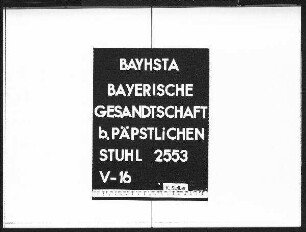 BAYHSTA
BAYERISCHE
GESANDTSCHAFT
b. PÄPSTLICHEN
STUHL 2553
V-16